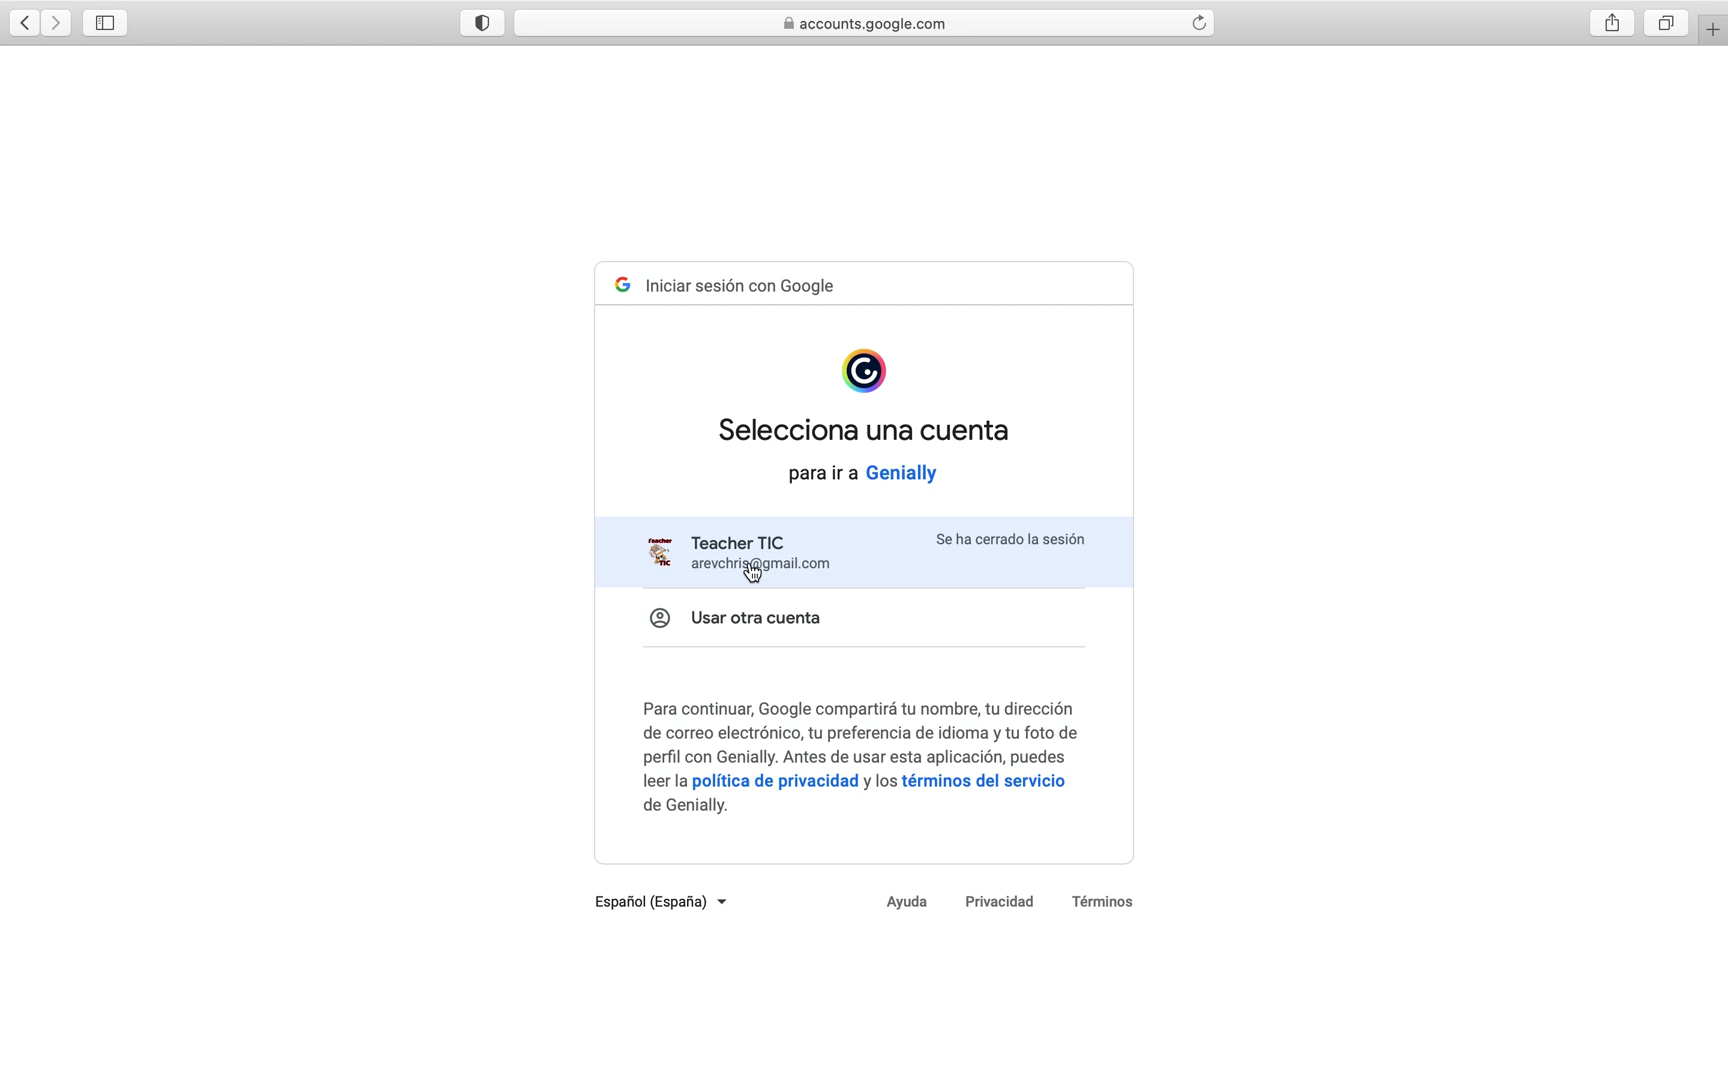 accounts.google.com
Iniciar sesión con Google
Selecciona una cuenta
para ir a Genially
Teacher TIC
Se ha cerrado la sesión
arevchris@gmail.com
Usar otra cuenta
Para continuar, Google compartirá tu nombre, tu dirección
de correo electrónico, tu preferencia de idioma y tu foto de
perfil con Genially. Antes de usar esta aplicación, puedes
leer la política de privacidad y los términos del servicio
de Genially.
Español (España)
Ayuda
Privacidad
Términos